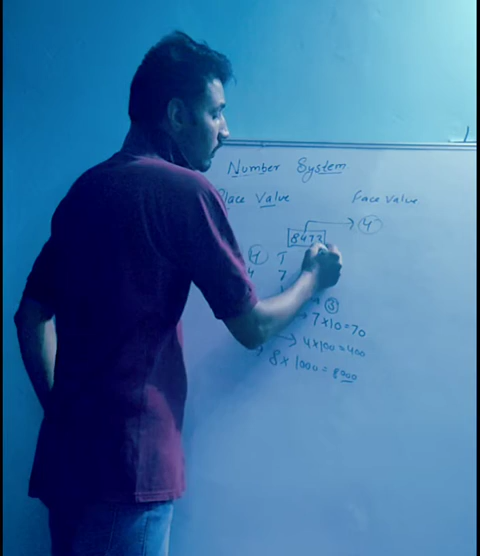 Number System
Place Value Face Value
8473 → 4
H T
4 7
→ 3
→ 7×10=70
→ 4×100=400
8× 1000 = 8000